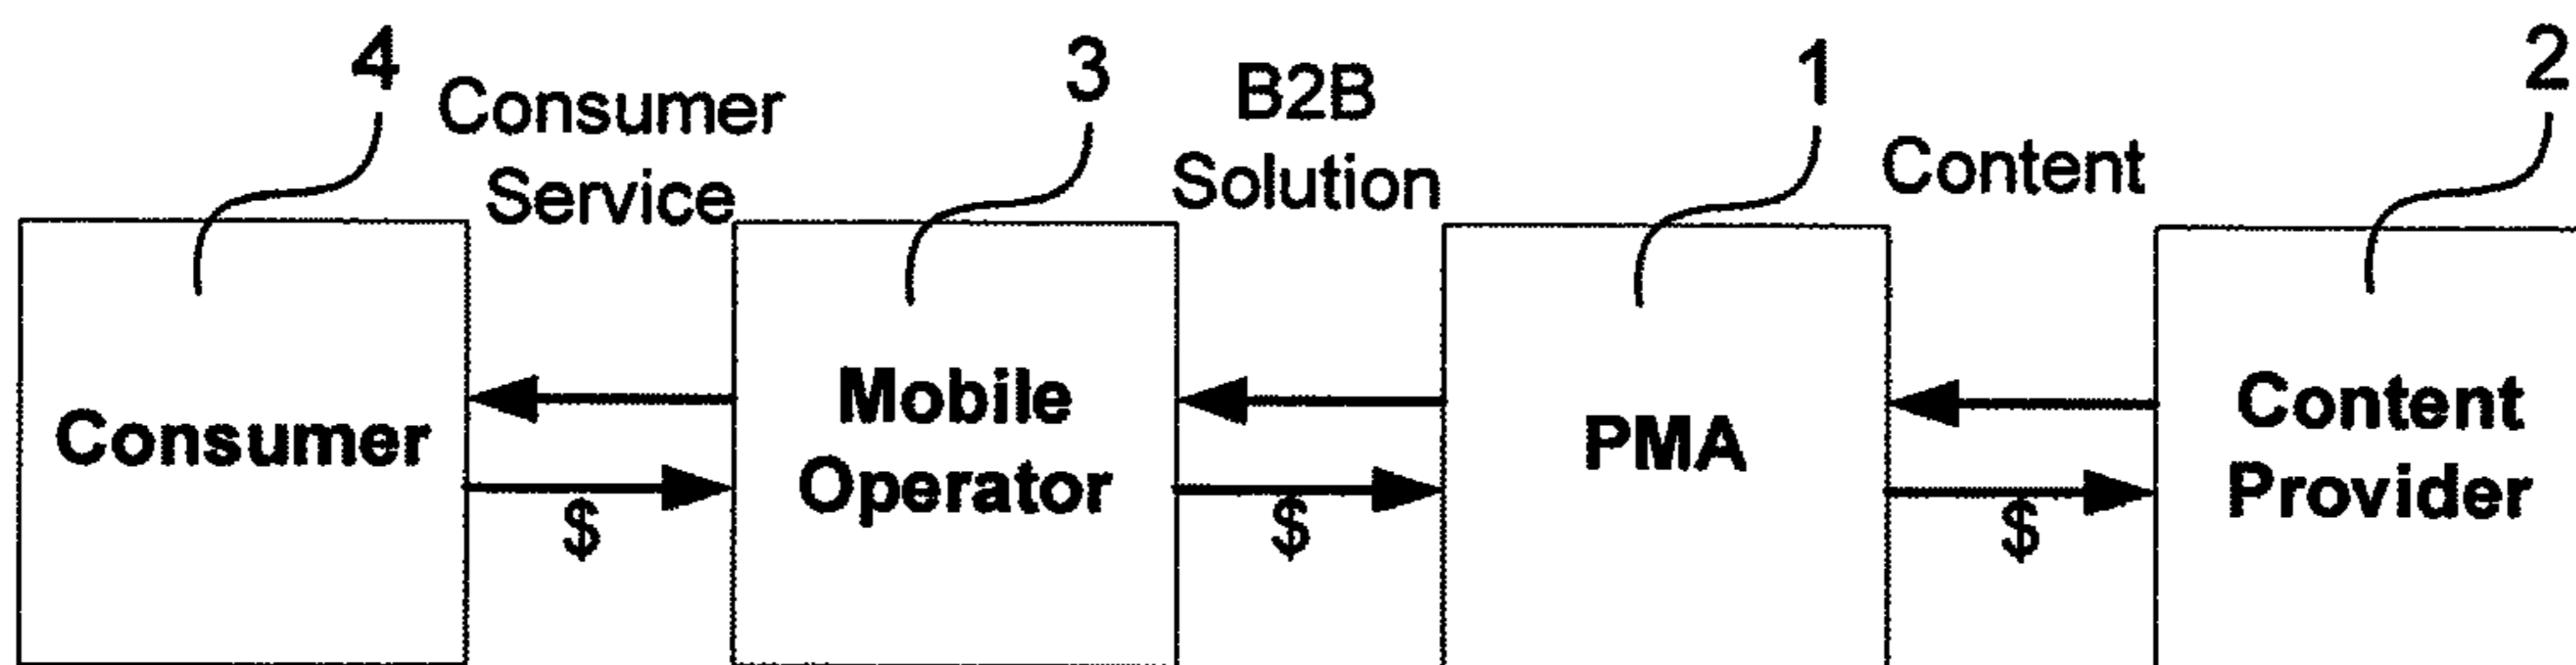 4
Consumer
Service
3
B2B
Solution
1
Content
2
Consumer
Mobile
Operator
PMA
Content
Provider
$
$
$